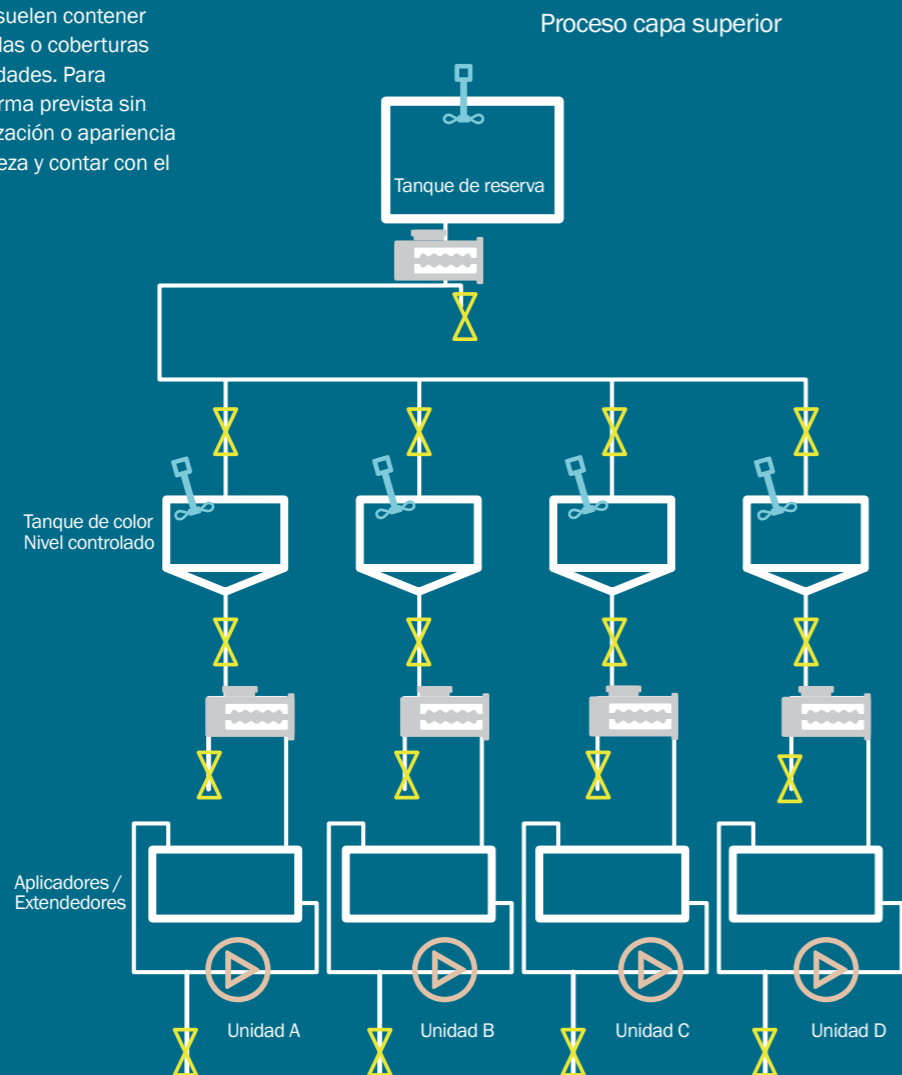 suelen contener
las o coberturas
dades. Para
rma prevista sin
zación o apariencia
eza y contar con el
Proceso capa superior
Tanque de reserva
Tanque de color
Nivel controlado
Aplicadores /
Extendedores
Unidad A
Unidad B
Unidad C
Unidad D